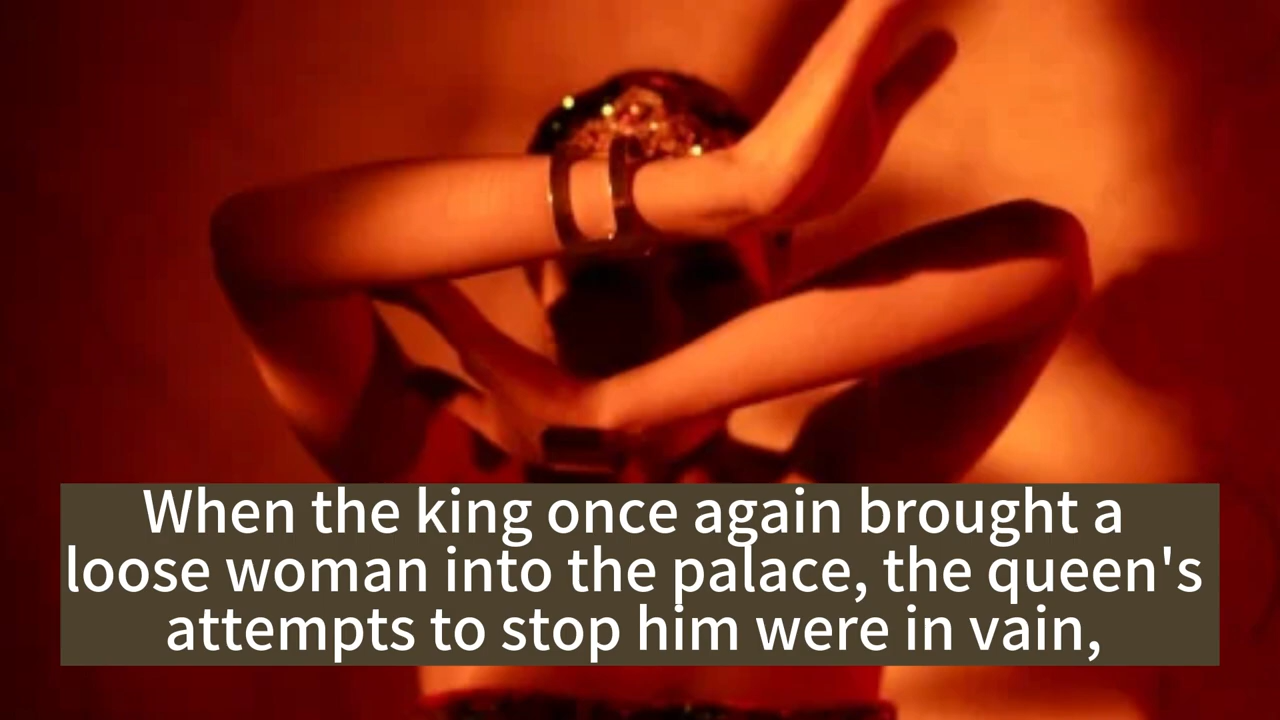 When the king once again brought a
loose woman into the palace, the queen's
attempts to stop him were in vain,